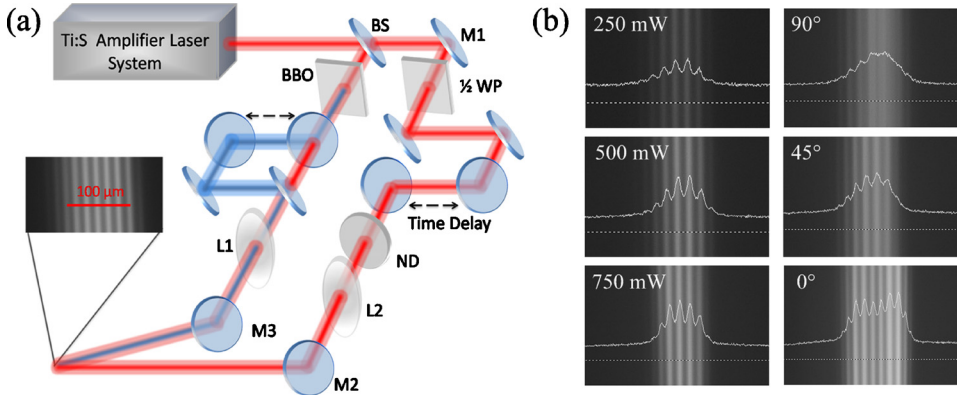 (a)
Ti:S Amplifier Laser
System
BS
M1
BBO
½ WP
100 μm
Time Delay
L1
ND
L2
M3
M2
(b)
250 mW
90°
500 mW
45°
750 mW
0°